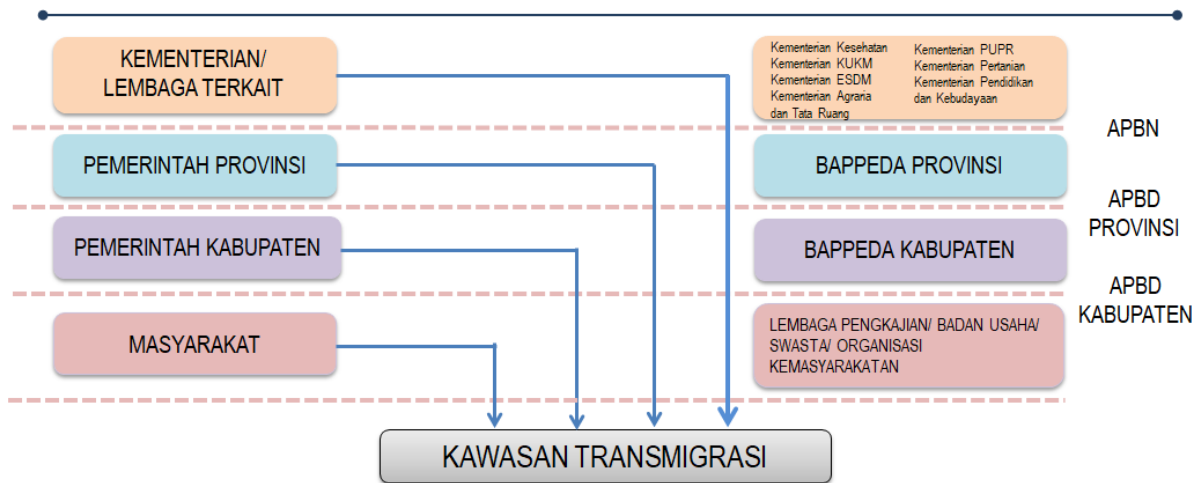 KEMENTERIAN/
LEMBAGA TERKAIT
Kementerian Kesehatan
Kementerian KUKM
Kementerian ESDM
Kementerian Agraria
dan Tata Ruang
Kementerian PUPR
Kementerian Pertanian
Kementerian Pendidikan
dan Kebudayaan
APBN
PEMERINTAH PROVINSI
BAPPEDA PROVINSI
APBD
PROVINSI
PEMERINTAH KABUPATEN
BAPPEDA KABUPATEN
APBD
KABUPATEN
MASYARAKAT
LEMBAGA PENGKAJIAN/ BADAN USAHA/
SWASTA/ ORGANISASI
KEMASYARAKATAN
KAWASAN TRANSMIGRASI